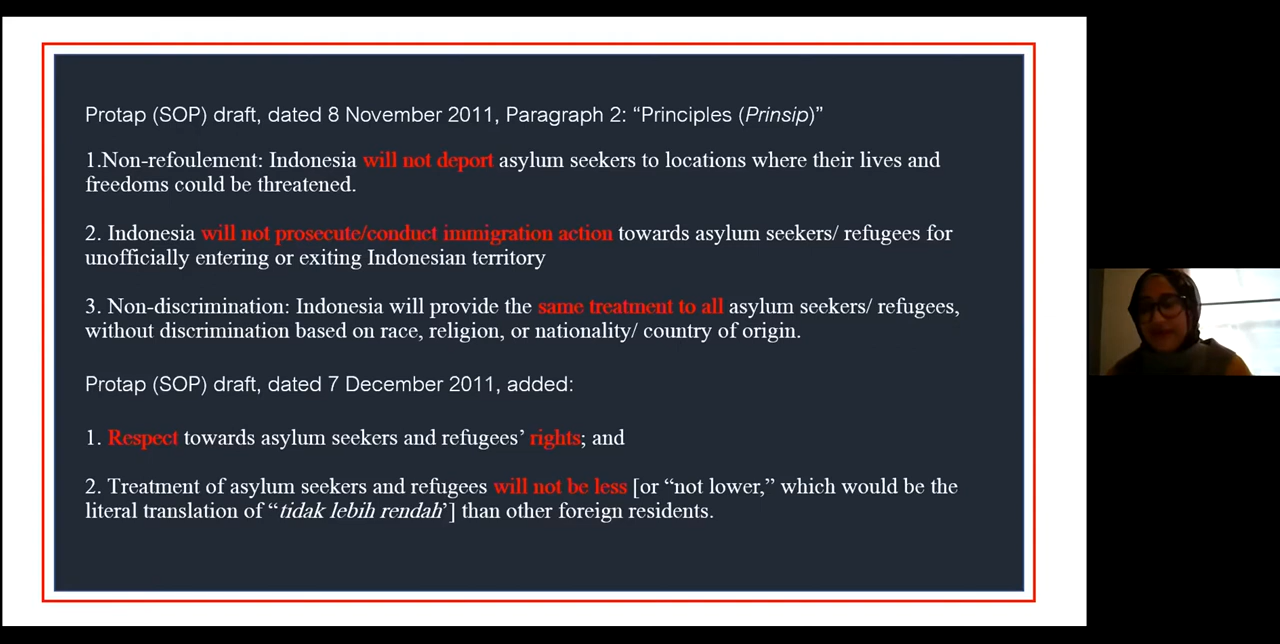 Protap (SOP) draft, dated 8 November 2011, Paragraph 2: “Principles (Prinsip)”
1.Non-refoulement: Indonesia will not deport asylum seekers to locations where their lives and
freedoms could be threatened.
2. Indonesia will not prosecute/conduct immigration action towards asylum seekers/ refugees for
unofficially entering or exiting Indonesian territory
3. Non-discrimination: Indonesia will provide the same treatment to all asylum seekers/ refugees,
without discrimination based on race, religion, or nationality/ country of origin.
Protap (SOP) draft, dated 7 December 2011, added:
1. Respect towards asylum seekers and refugees’ rights; and
2. Treatment of asylum seekers and refugees will not be less [or “not lower,” which would be the
literal translation of “tidak lebih rendah’] than other foreign residents.